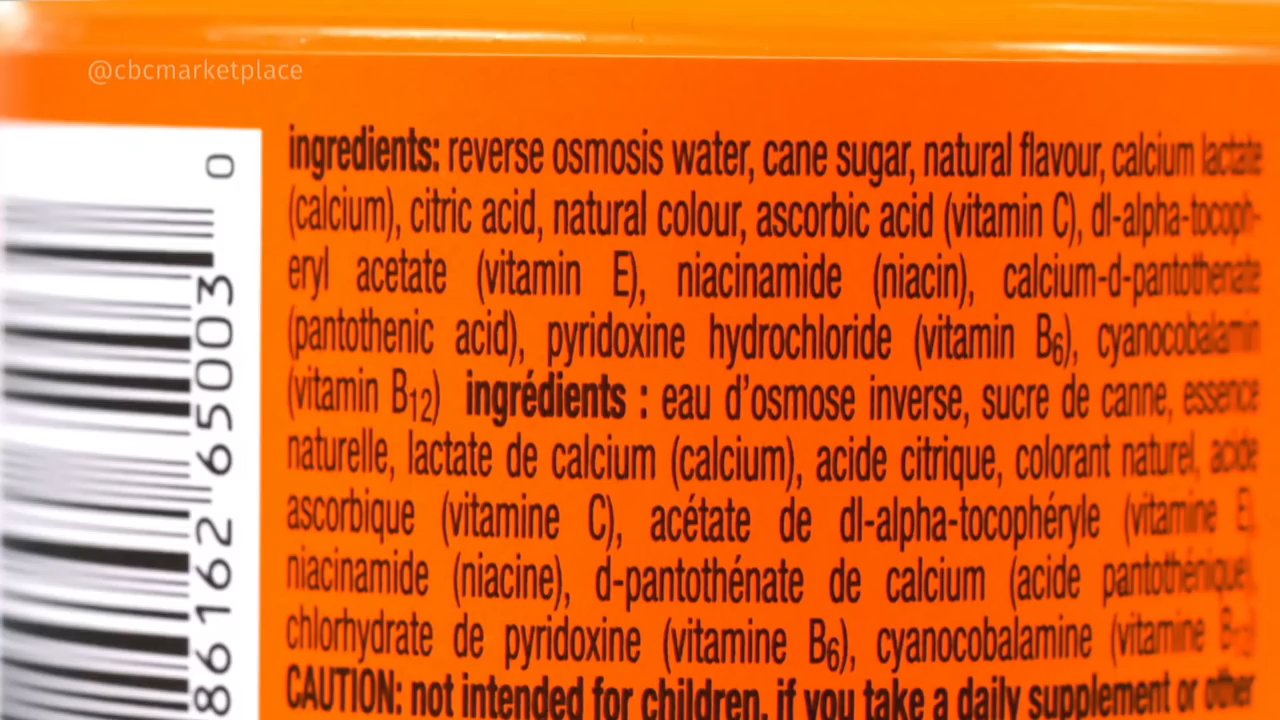 @cbcmarketplace
ingredients: reverse osmosis water, cane sugar, natural flavour, calcium lactate
(calcium), citric acid, natural colour, ascorbic acid (vitamin C), dl-alpha-tocoph-
eryl acetate (vitamin E), niacinamide (niacin), calcium-d-pantothenate
(pantothenic acid), pyridoxine hydrochloride (vitamin B6), cyanocobalamin
(vitamin B12) ingrédients : eau d'osmose inverse, sucre de canne, essence
naturelle, lactate de calcium (calcium), acide citrique, colorant naturel, acide
ascorbique (vitamine C), acétate de dl-alpha-tocophéryle (vitamine E),
niacinamide (niacine), d-pantothénate de calcium (acide pantothénique),
chlorhydrate de pyridoxine (vitamine B6), cyanocobalamine (vitamine
CAUTION: not intended for children, if you take a daily supplement or other
86162 65003 0